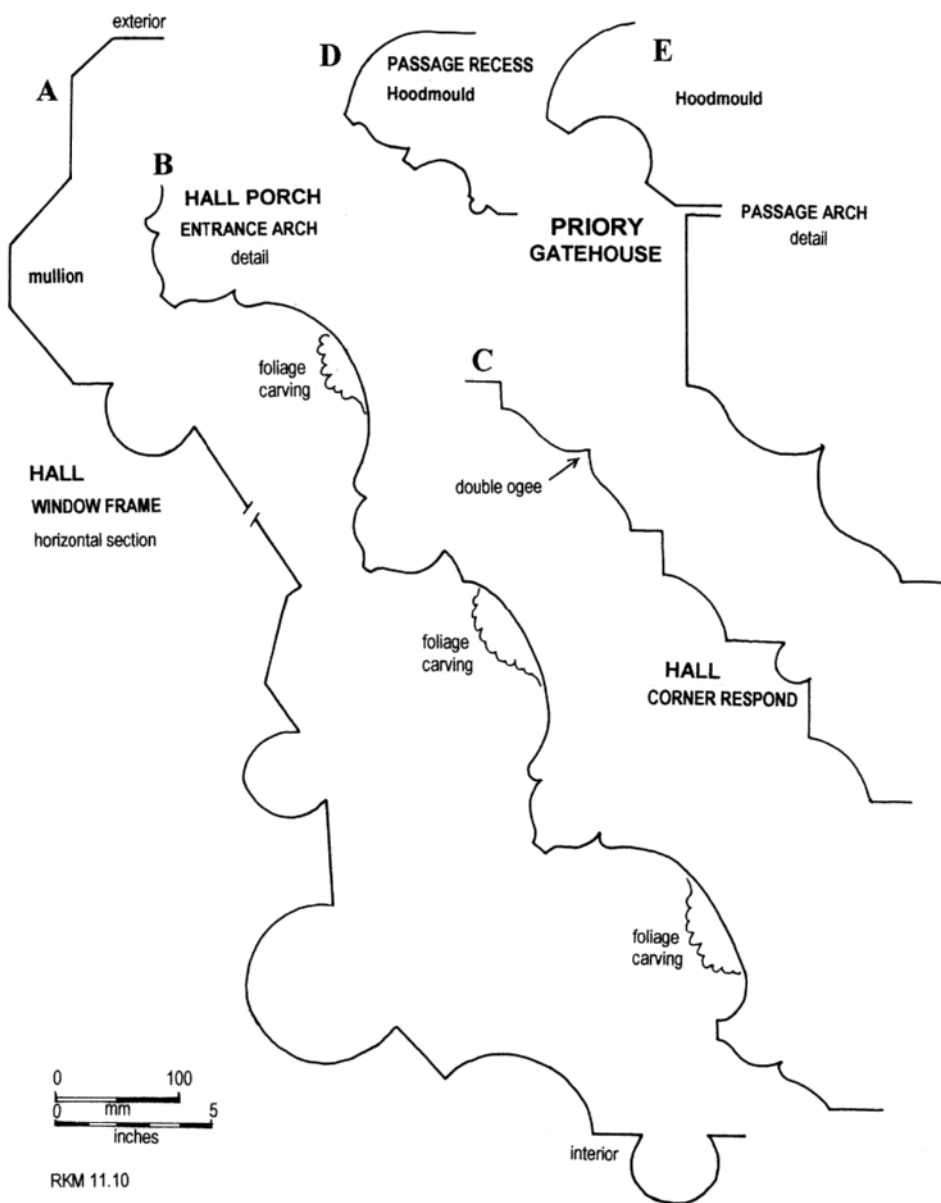 exterior
A
D
PASSAGE RECESS
Hoodmould
E
Hoodmould
B
HALL PORCH
ENTRANCE ARCH
detail
PRIORY
GATEHOUSE
PASSAGE ARCH
detail
mullion
foliage
carving
C
double ogee
HALL
WINDOW FRAME
horizontal section
foliage
carving
HALL
CORNER RESPOND
foliage
carving
0 100
mm
0 5
inches
interior
RKM 11.10